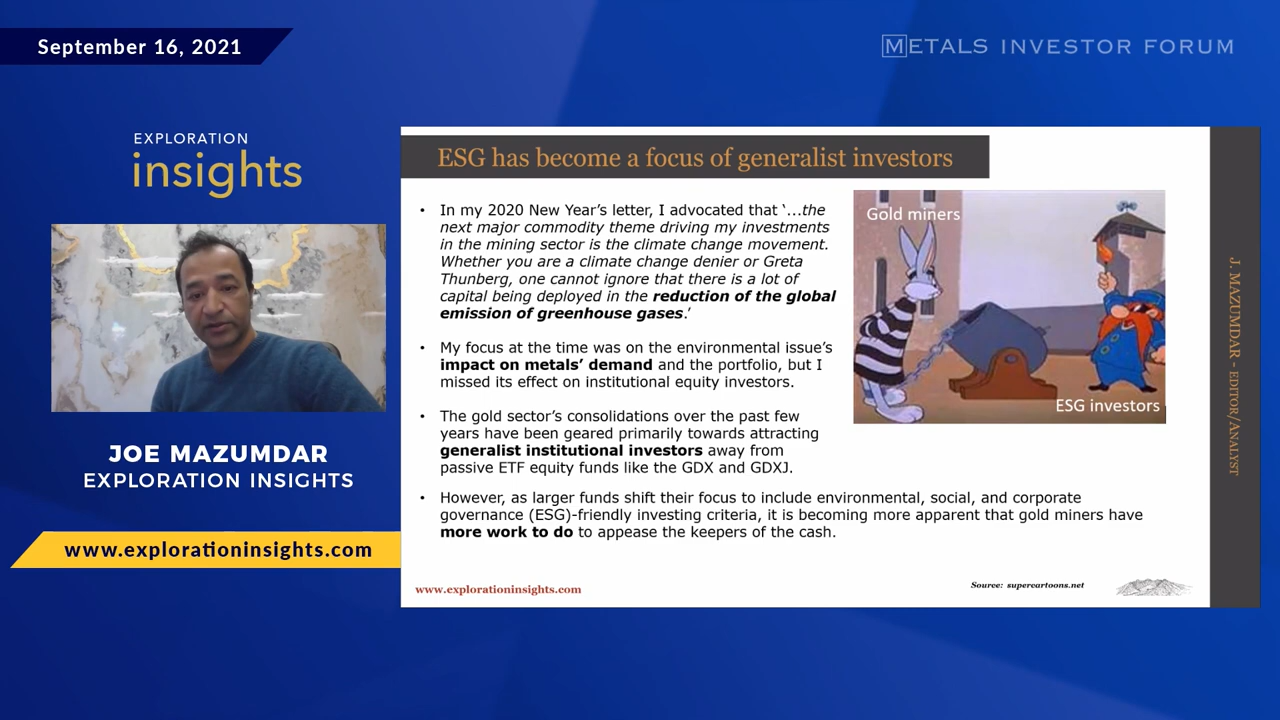 September 16, 2021
METALS INVESTOR FORUM
EXPLORATION
insights
JOE MAZUMDAR
EXPLORATION INSIGHTS
www.explorationinsights.com
ESG has become a focus of generalist investors
• In my 2020 New Year's letter, I advocated that '...the
next major commodity theme driving my investments
in the mining sector is the climate change movement.
Whether you are a climate change denier or Greta
Thunberg, one cannot ignore that there is a lot of
capital being deployed in the reduction of the global
emission of greenhouse gases.'
• My focus at the time was on the environmental issue's
impact on metals' demand and the portfolio, but I
missed its effect on institutional equity investors.
• The gold sector's consolidations over the past few
years have been geared primarily towards attracting
generalist institutional investors away from
passive ETF equity funds like the GDX and GDXJ.
• However, as larger funds shift their focus to include environmental, social, and corporate
governance (ESG)-friendly investing criteria, it is becoming more apparent that gold miners have
more work to do to appease the keepers of the cash.
Gold miners
ESG investors
www.explorationinsights.com
Source: supercartoons.net
J. MAZUMDAR - EDITOR/ANALYST